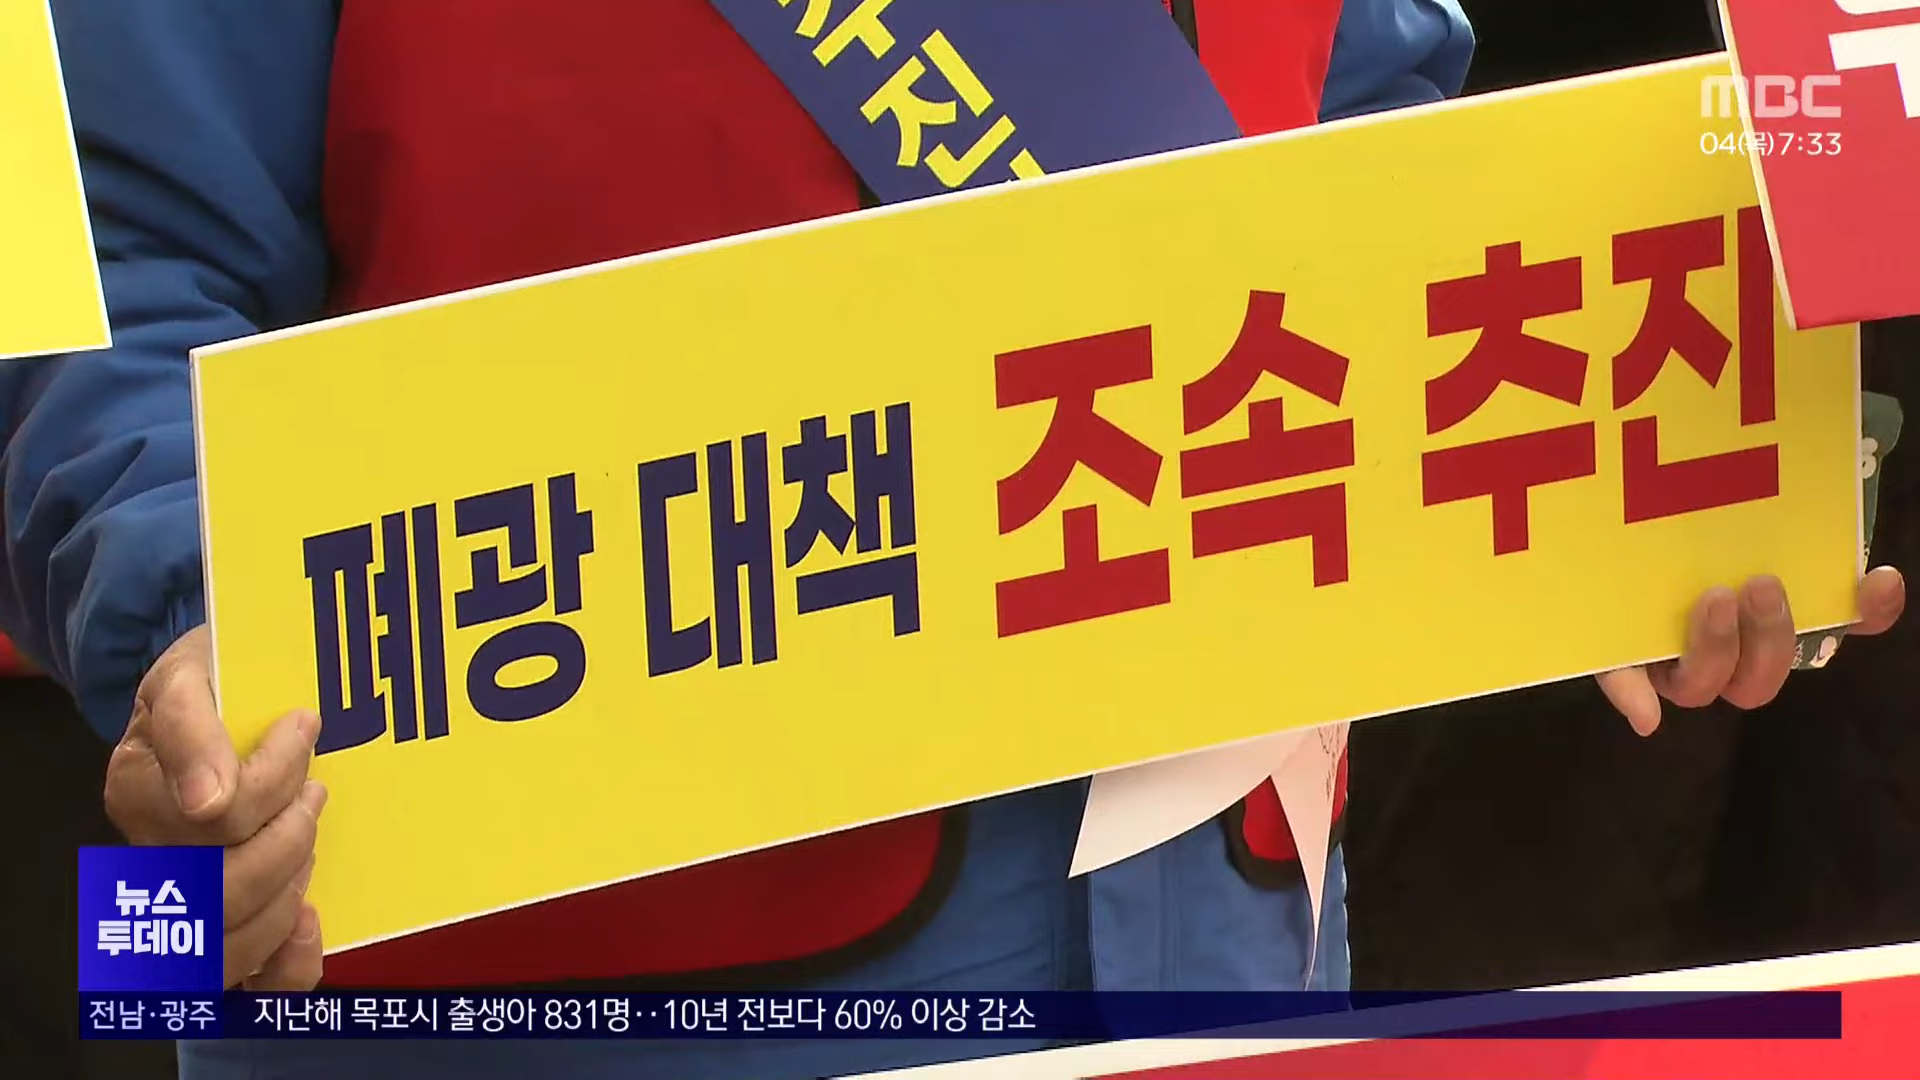 추진
MBC
04(목)7:33
폐광 대책 조속 추진
뉴스
투데이
전남·광주 지난해 목포시 출생아 831명‥10년 전보다 60% 이상 감소